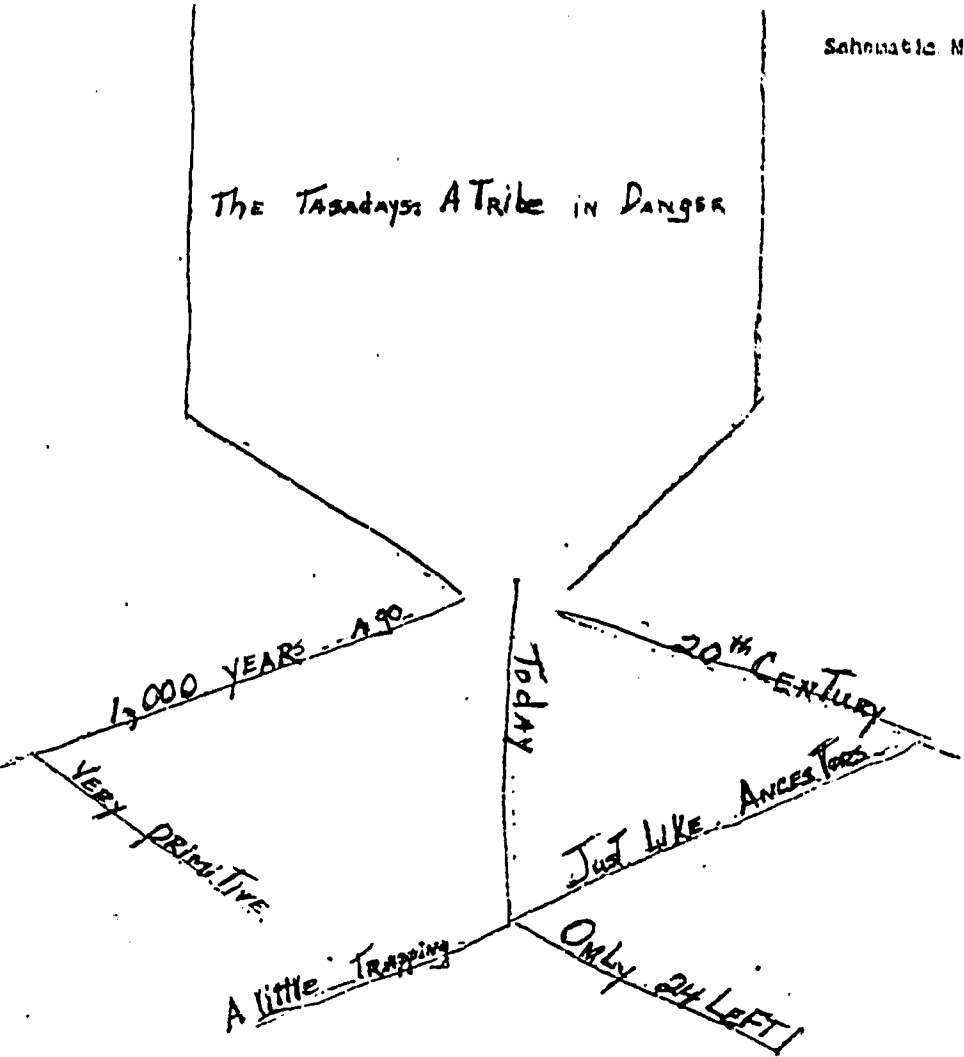 Schematic M
The Tasadays: A Tribe in Danger
1,000 years ago
20th Century
Today
Very primitive
Just like Ancestors
A little Trapping
Only 24 Left!